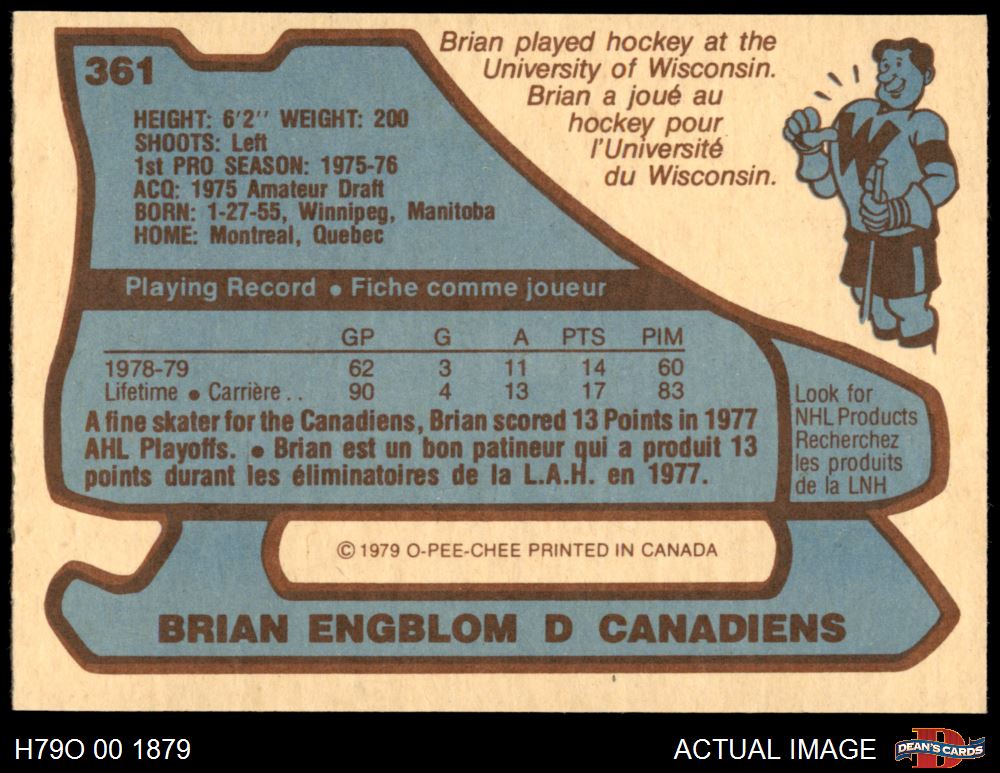 361
Brian played hockey at the
University of Wisconsin.
Brian a joué au
hockey pour
l'Université
du Wisconsin.
W
HEIGHT: 6'2" WEIGHT: 200
SHOOTS: Left
1st PRO SEASON: 1975-76
ACQ: 1975 Amateur Draft
BORN: 1-27-55, Winnipeg, Manitoba
HOME: Montreal, Quebec
Playing Record • Fiche comme joueur
GP G A PTS PIM
1978-79 62 3 11 14 60
Lifetime • Carrière . . 90 4 13 17 83
A fine skater for the Canadiens, Brian scored 13 Points in 1977
AHL Playoffs. • Brian est un bon patineur qui a produit 13
points durant les éliminatoires de la L.A.H. en 1977.
Look for
NHL Products
Recherchez
les produits
de la LNH
© 1979 O-PEE-CHEE PRINTED IN CANADA
BRIAN ENGBLOM D CANADIENS
H79O 00 1879
ACTUAL IMAGE
D
DEAN'S CARDS